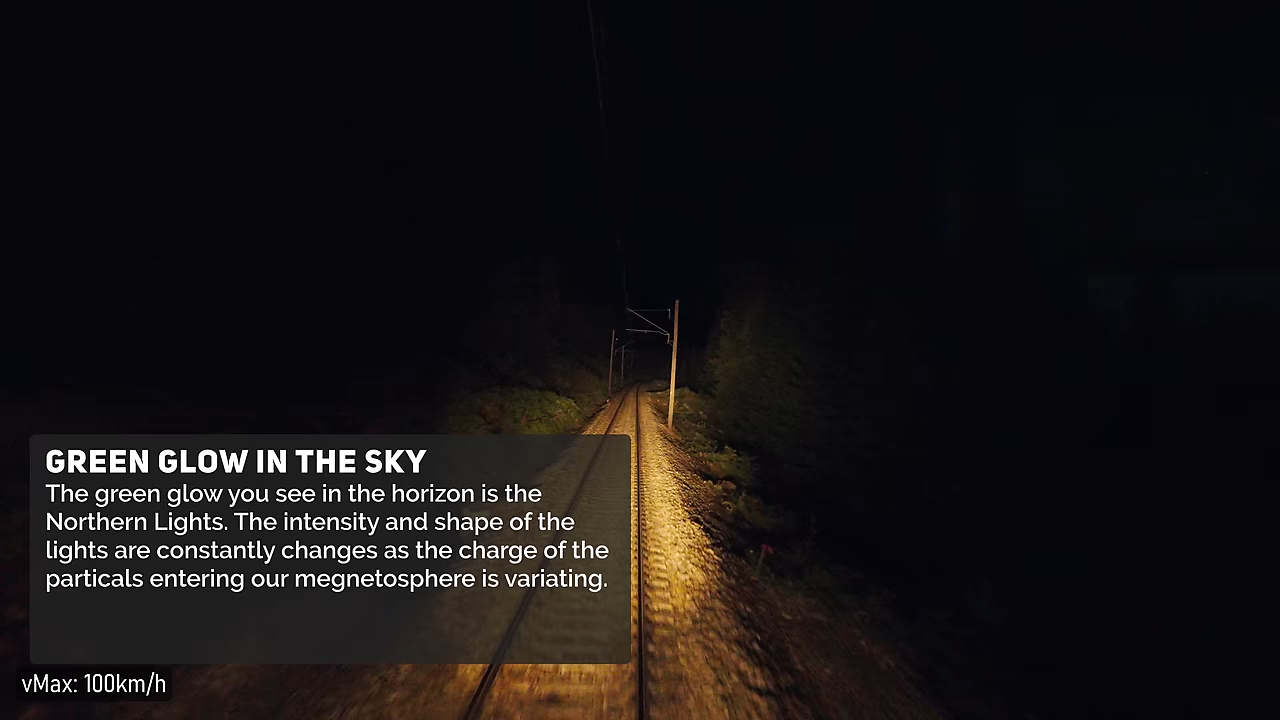 GREEN GLOW IN THE SKY
The green glow you see in the horizon is the
Northern Lights. The intensity and shape of the
lights are constantly changes as the charge of the
particals entering our megnetosphere is variating.
vMax: 100km/h